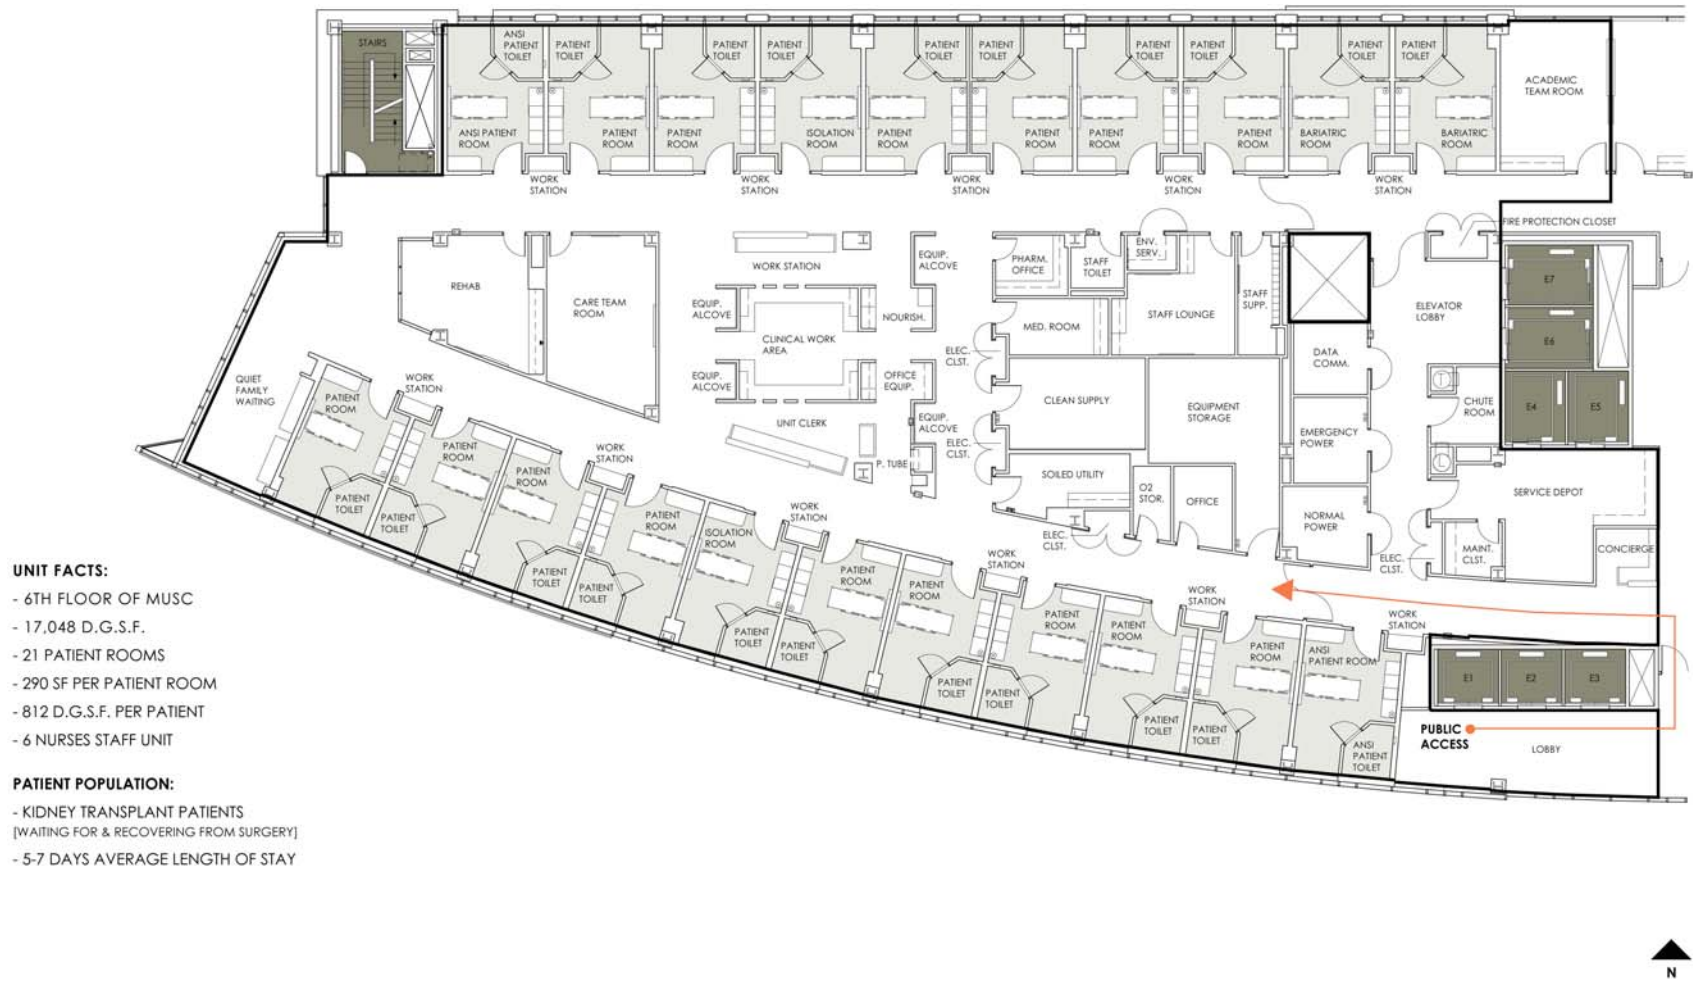 STAIRS
ANSI
PATIENT
TOILET
PATIENT
TOILET
PATIENT
TOILET
PATIENT
TOILET
PATIENT
TOILET
PATIENT
TOILET
PATIENT
TOILET
PATIENT
TOILET
PATIENT
TOILET
PATIENT
TOILET
ACADEMIC
TEAM ROOM
ANSI PATIENT
ROOM
PATIENT
ROOM
PATIENT
ROOM
ISOLATION
ROOM
PATIENT
ROOM
PATIENT
ROOM
PATIENT
ROOM
PATIENT
ROOM
BARIATRIC
ROOM
BARIATRIC
ROOM
WORK
STATION
WORK
STATION
WORK
STATION
WORK
STATION
WORK
STATION
FIRE PROTECTION CLOSET
REHAB
CARE TEAM
ROOM
WORK STATION
EQUIP.
ALCOVE
PHARM.
OFFICE
STAFF
TOILET
ENV.
SERV.
STAFF
SUPP.
STAFF LOUNGE
ELEVATOR
LOBBY
E7
E6
E4
E5
EQUIP.
ALCOVE
CLINICAL WORK
AREA
NOURISH.
MED. ROOM
ELEC.
CLST.
DATA
COMM.
EQUIP.
ALCOVE
OFFICE
EQUIP.
EQUIP.
ALCOVE
CLEAN SUPPLY
EQUIPMENT
STORAGE
CHUTE
ROOM
EMERGENCY
POWER
QUIET
FAMILY
WAITING
WORK
STATION
PATIENT
ROOM
UNIT CLERK
ELEC.
CLST.
P. TUBE
SOILED UTILITY
O2
STOR.
OFFICE
NORMAL
POWER
SERVICE DEPOT
ELEC.
CLST.
ELEC.
CLST.
MAINT.
CLST.
CONCIERGE
PATIENT
ROOM
WORK
STATION
PATIENT
ROOM
PATIENT
TOILET
PATIENT
TOILET
PATIENT
ROOM
WORK
STATION
ISOLATION
ROOM
PATIENT
TOILET
PATIENT
TOILET
PATIENT
ROOM
WORK
STATION
PATIENT
ROOM
PATIENT
TOILET
PATIENT
TOILET
PATIENT
ROOM
WORK
STATION
PATIENT
ROOM
PATIENT
TOILET
PATIENT
TOILET
PATIENT
ROOM
WORK
STATION
ANSI
PATIENT ROOM
PATIENT
TOILET
PATIENT
TOILET
ANSI
PATIENT
TOILET
E1
E2
E3
PUBLIC
ACCESS
LOBBY
UNIT FACTS:
- 6TH FLOOR OF MUSC
- 17,048 D.G.S.F.
- 21 PATIENT ROOMS
- 290 SF PER PATIENT ROOM
- 812 D.G.S.F. PER PATIENT
- 6 NURSES STAFF UNIT
PATIENT POPULATION:
- KIDNEY TRANSPLANT PATIENTS
[WAITING FOR & RECOVERING FROM SURGERY]
- 5-7 DAYS AVERAGE LENGTH OF STAY
N